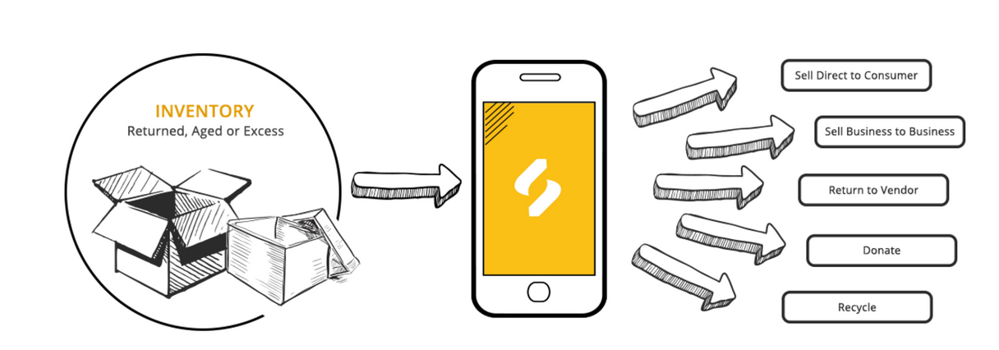 INVENTORY
Returned, Aged or Excess
Sell Direct to Consumer
Sell Business to Business
Return to Vendor
Donate
Recycle